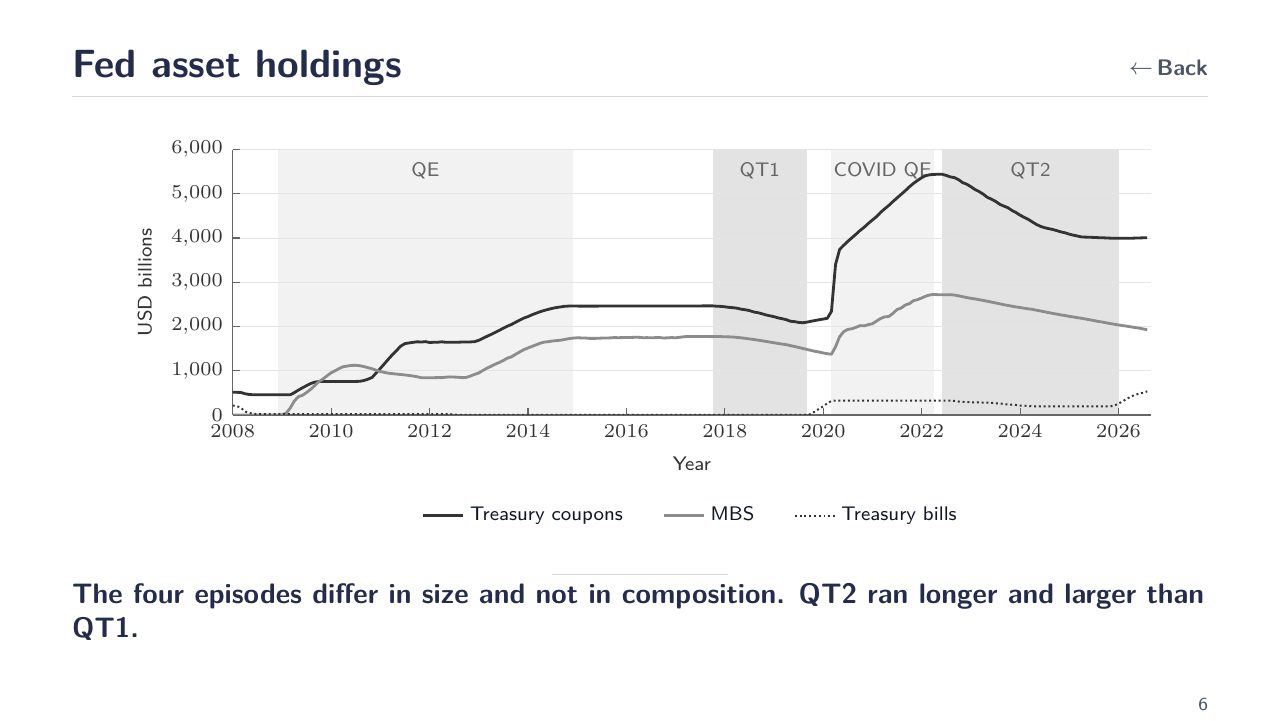 Fed asset holdings
← Back
6,000
5,000
4,000
3,000
2,000
1,000
0
USD billions
QE
QT1
COVID QE
QT2
2008 2010 2012 2014 2016 2018 2020 2022 2024 2026
Year
Treasury coupons MBS Treasury bills
The four episodes differ in size and not in composition. QT2 ran longer and larger than
QT1.
6